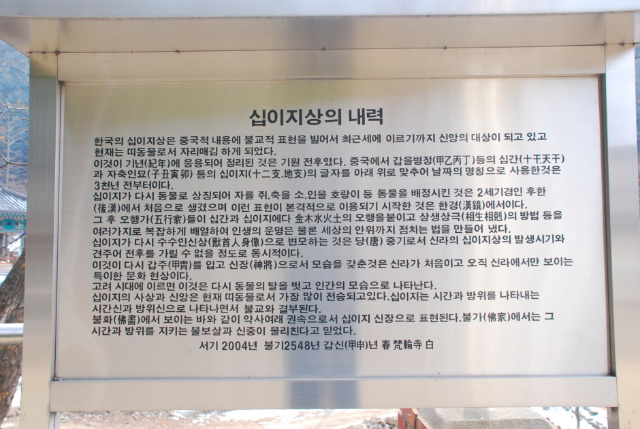 십이지상의 내력
한국의 십이지상은 중국적 내용에 불교적 표현을 빌어서 최근세에 이르기까지 신앙의 대상이 되고 있고
현재는 띠동물로서 자리매김 하게 되었다.
이것이 기년(紀年)에 응용되어 정리된 것은 기원 전후였다. 중국에서 갑을병정(甲乙丙丁)등의 십간(十干天干)
과 자축인묘(子丑寅卯) 등의 십이지(十二支.地支)의 글자를 아래 위로 맞추어 날짜의 명칭으로 사용한것은
3천년 전부터이다.
십이지가 다시 동물로 상징되어 자를 쥐.축을 소.인을 호랑이 등 동물을 배정시킨 것은 2세기경인 후한
(後漢)에서 처음으로 생겼으며 이런 표현이 본격적으로 이용되기 시작한 것은 한경(漢鏡)에서이다.
그 후 오행가(五行家)들이 십간과 십이지에다 金木水火土의 오행을붙이고 상생상극(相生相剋)의 방법 등을
여러가지로 복잡하게 배열하여 인생의 운명은 물론 세상의 안위까지 점치는 법을 만들어 냈다.
십이지가 다시 수수인신상(獸首人身像)으로 변모하는 것은 당(唐) 중기로서 신라의 십이지상의 발생시기와
견주어 전후를 가릴 수 없을 정도로 동시적이다.
이것이 다시 갑주(甲胄)를 입고 신장(神將)으로서 모습을 갖춘것은 신라가 처음이고 오직 신라에서만 보이는
특이한 문화 현상이다.
고려 시대에 이르면 이것은 다시 동물의 탈을 벗고 인간의 모습으로 나타난다.
십이지의 사상과 신앙은 현재 띠동물로서 가장 많이 전승되고있다.십이지는 시간과 방위를 나타내는
시간신과 방위신으로 나타나면서 불교와 결부된다.
불화(佛畵)에서 보이는 바와 같이 약사여래 권속으로서 십이지 신장으로 표현된다.불가(佛家)에서는 그
시간과 방위를 지키는 불보살과 신중이 물리친다고 믿었다.
서기 2004년 불기2548년 갑신(甲申)년 春 梵輪寺 白